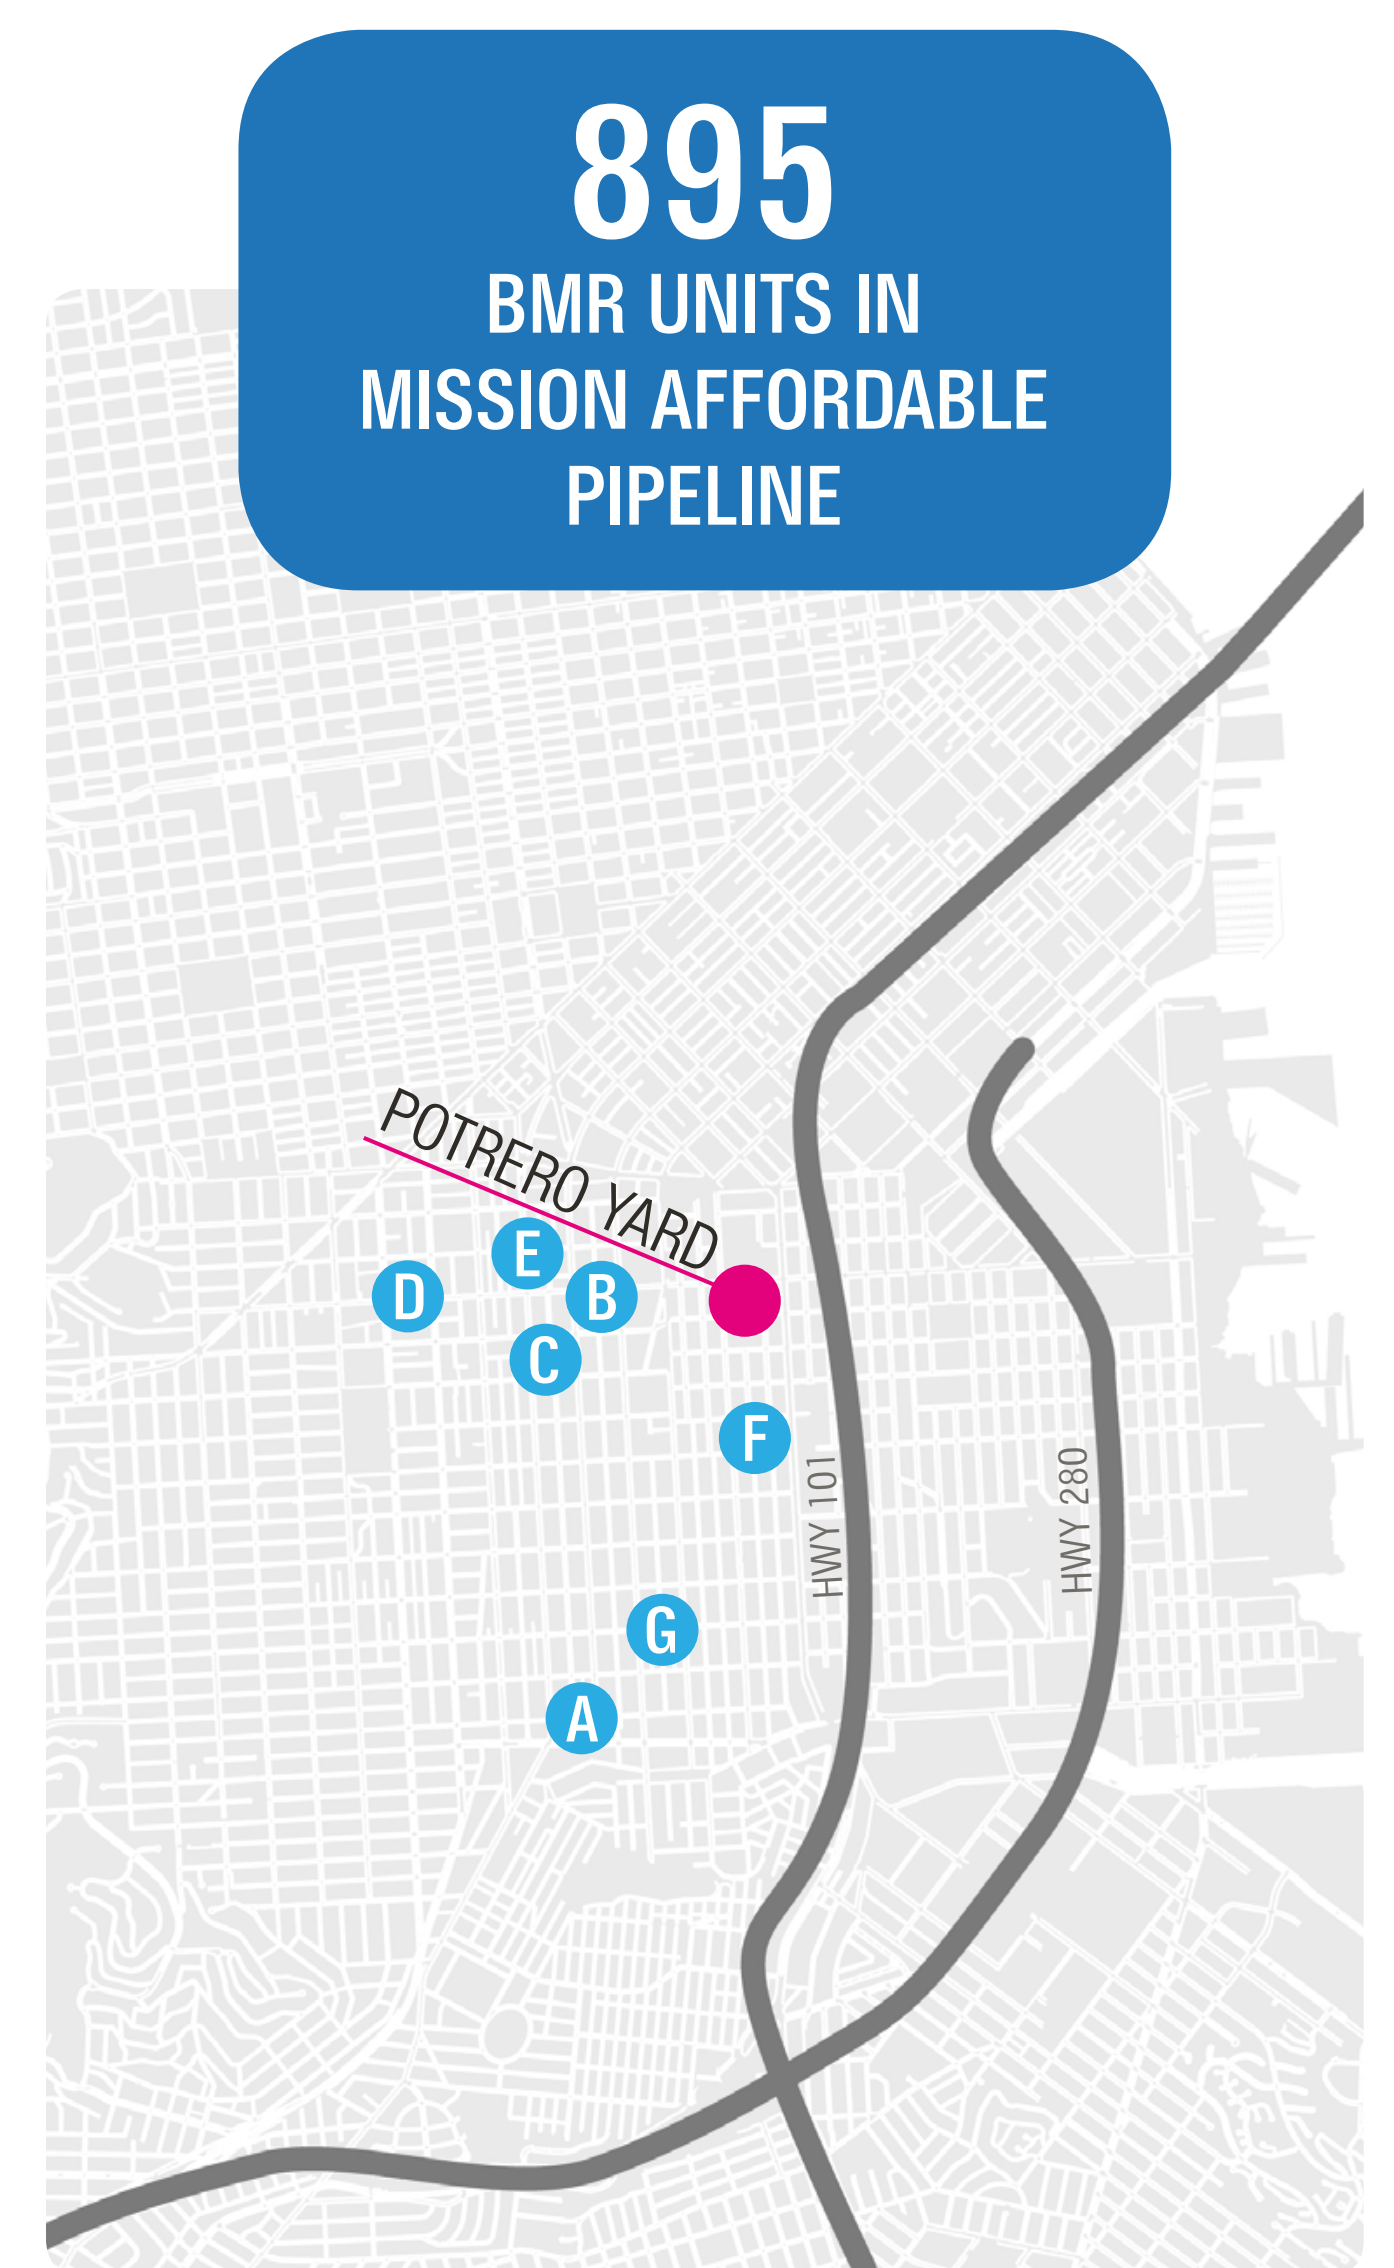 895
BMR UNITS IN
MISSION AFFORDABLE
PIPELINE
POTRERO YARD
E
D
B
C
F
HWY 101
HWY 280
G
A